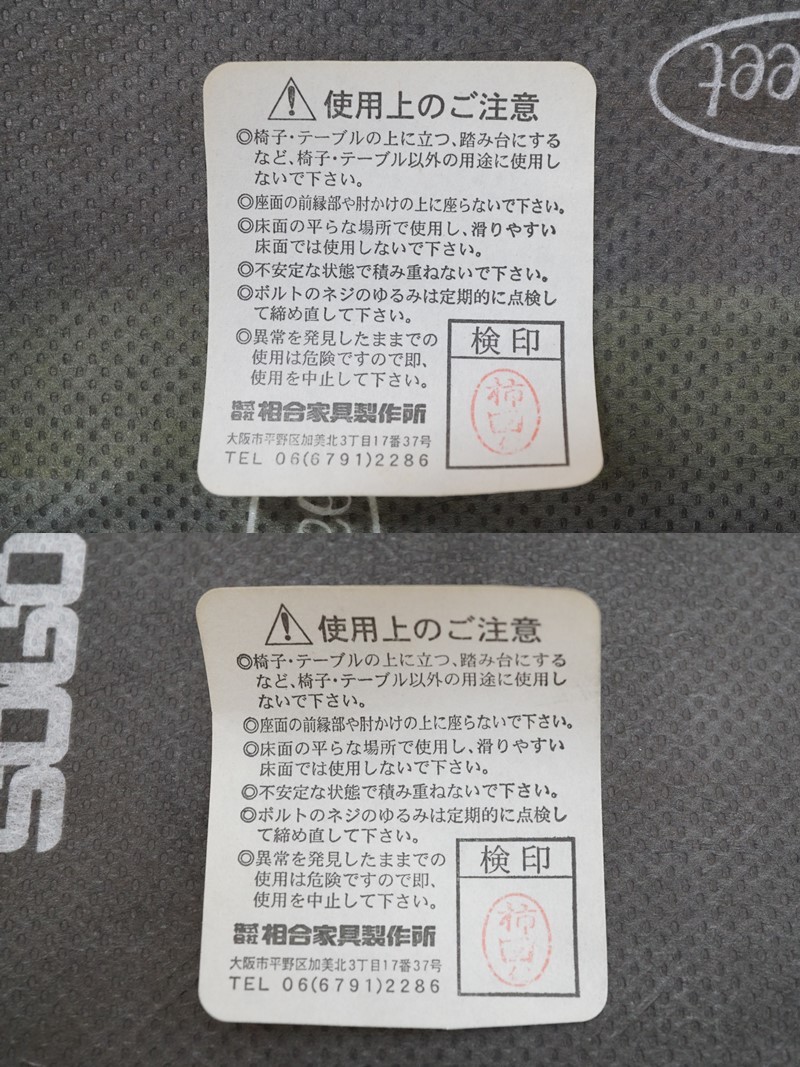 eet
使用上のご注意
◎椅子・テーブルの上に立つ、踏み台にする
など、椅子・テーブル以外の用途に使用し
ないで下さい。
◎座面の前縁部や肘かけの上に座らないで下さい。
◎床面の平らな場所で使用し、滑りやすい
床面では使用しないで下さい。
◎不安定な状態で積み重ねないで下さい。
◎ボルトのネジのゆるみは定期的に点検し
て締め直して下さい。
◎異常を発見したままでの
使用は危険ですので即、
使用を中止して下さい。
検印
株式会社 相合家具製作所
大阪市平野区加美北3丁目17番37号
TEL 06(6791)2286
使用上のご注意
◎椅子・テーブルの上に立つ、踏み台にする
など、椅子・テーブル以外の用途に使用し
ないで下さい。
◎座面の前縁部や肘かけの上に座らないで下さい。
◎床面の平らな場所で使用し、滑りやすい
床面では使用しないで下さい。
◎不安定な状態で積み重ねないで下さい。
◎ボルトのネジのゆるみは定期的に点検し
て締め直して下さい。
◎異常を発見したままでの
使用は危険ですので即、
使用を中止して下さい。
検印
株式会社 相合家具製作所
大阪市平野区加美北3丁目17番37号
TEL 06(6791)2286